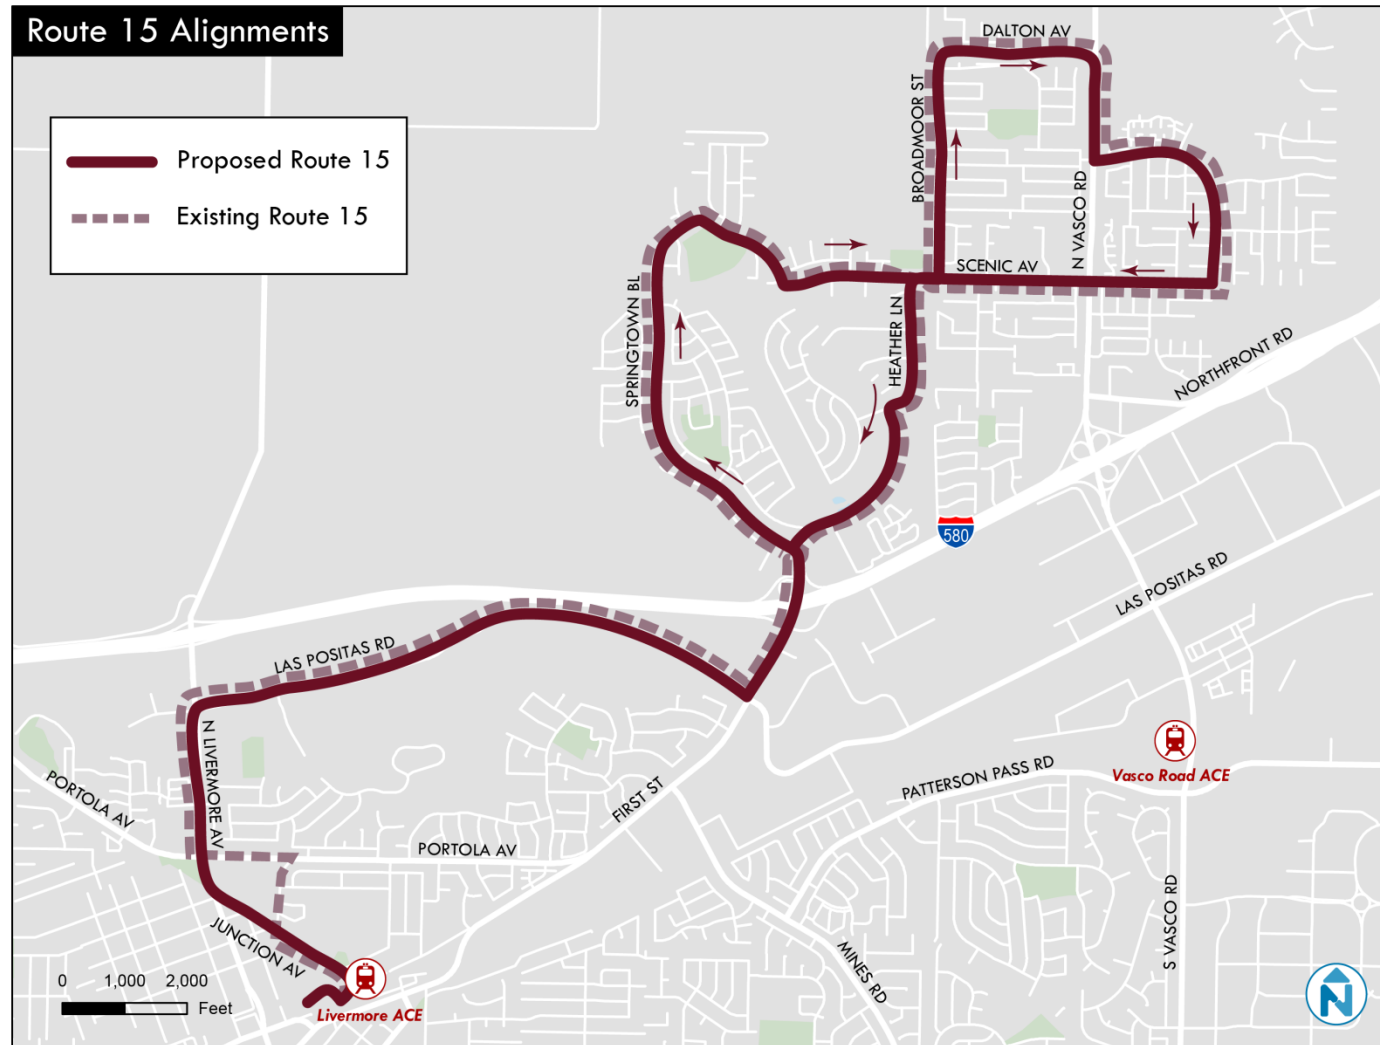 Route 15 Alignments
DALTON AV
Proposed Route 15
Existing Route 15
BROADMOOR ST
N VASCO RD
SCENIC AV
SPRINGTOWN BL
HEATHER LN
NORTHFRONT RD
580
LAS POSITAS RD
LAS POSITAS RD
N LIVERMORE AV
PORTOLA AV
FIRST ST
PATTERSON PASS RD
Vasco Road ACE
PORTOLA AV
JUNCTION AV
MINES RD
S VASCO RD
0 1,000 2,000
Feet
Livermore ACE
N